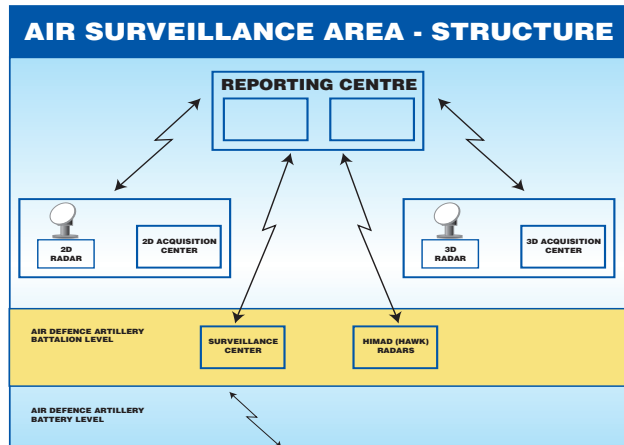 AIR SURVEILLANCE AREA - STRUCTURE
REPORTING CENTRE
2D
RADAR
2D ACQUISITION
CENTER
3D
RADAR
3D ACQUISITION
CENTER
AIR DEFENCE ARTILLERY
BATTALION LEVEL
SURVEILLANCE
CENTER
HIMAD (HAWK)
RADARS
AIR DEFENCE ARTILLERY
BATTERY LEVEL